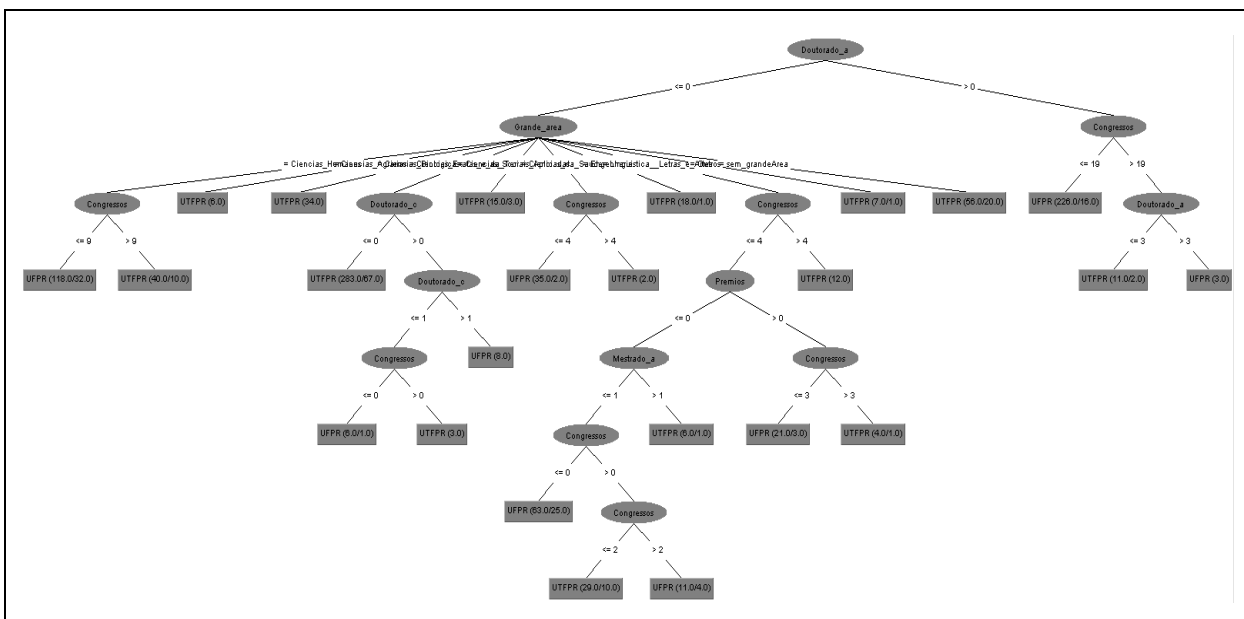 Doutorado_a
<= 0 > 0
Grande_area Congressos
= Ciencias_Humanas <= 19 > 19
Congressos UTFPR (6.0) UTFPR (34.0) Doutorado_c UTFPR (15.0/3.0) Congressos UTFPR (18.0/1.0) Congressos UTFPR (7.0/1.0) UTFPR (56.0/20.0) UFPR (226.0/16.0) Doutorado_a
<= 9 > 9 <=0 > 0 <= 4 > 4 <= 4 > 4 <= 3 > 3
UFPR (118.0/32.0) UTFPR (40.0/10.0) UTFPR (283.0/67.0) Doutorado_c UFPR (35.0/2.0) UTFPR (2.0) Premios UTFPR (12.0) UTFPR (11.0/2.0) UFPR (3.0)
<= 1 > 1 <= 0 > 0
Congressos UFPR (8.0) Mestrado_a Congressos
<= 0 > 0 <= 1 > 1 <= 3 > 3
UFPR (6.0/1.0) UTFPR (3.0) Congressos UTFPR (6.0/1.0) UFPR (21.0/3.0) UTFPR (4.0/1.0)
<= 0 > 0
UFPR (63.0/25.0) Congressos
<= 2 > 2
UTFPR (29.0/10.0) UFPR (11.0/4.0)